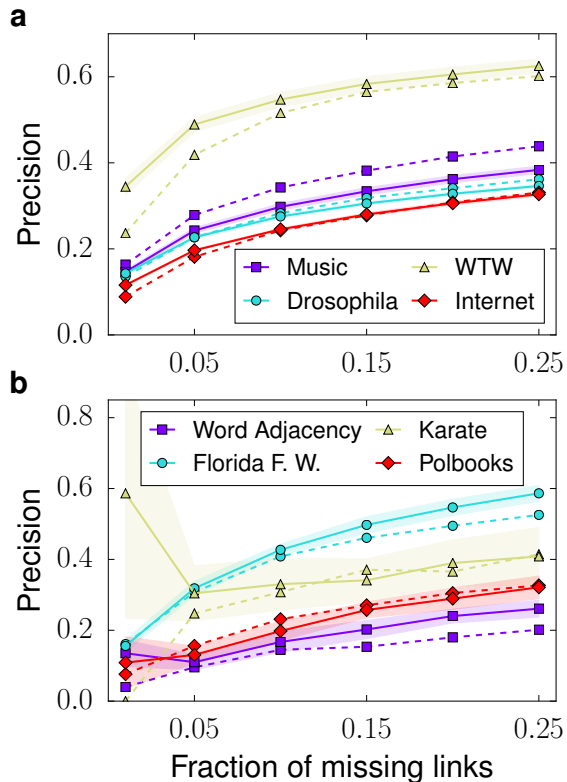 a
0.6
0.4
0.2
0.0
Precision
Music
WTW
Drosophila
Internet
0.05
0.15
0.25
b
0.8
0.6
0.4
0.2
0.0
Precision
Word Adjacency
Karate
Florida F. W.
Polbooks
0.05
0.15
0.25
Fraction of missing links